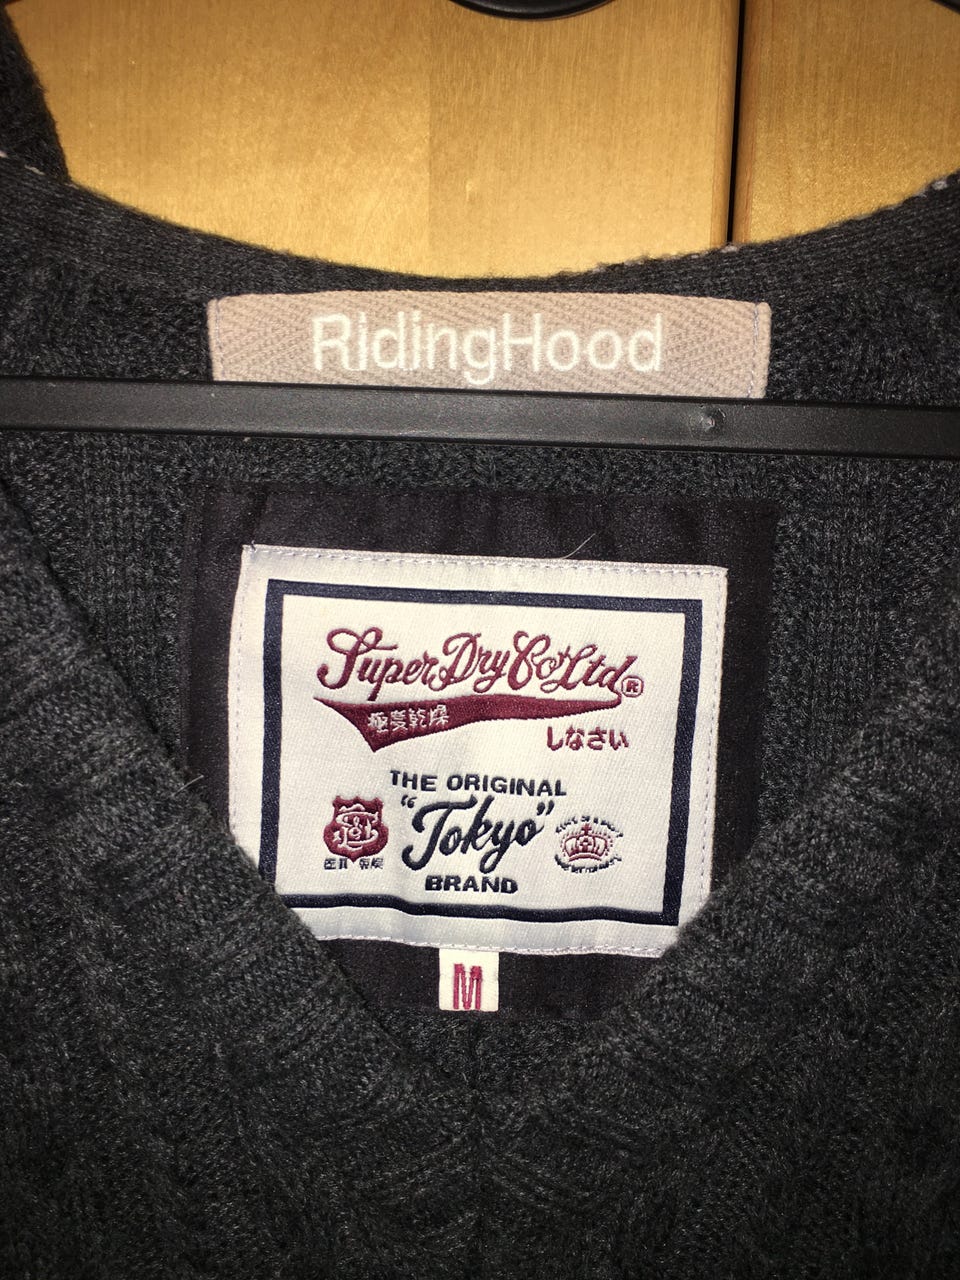 RidingHood
SuperDryCo.Ltd®
極度乾燥
しなさい
THE ORIGINAL
"Tokyo"
BRAND
M